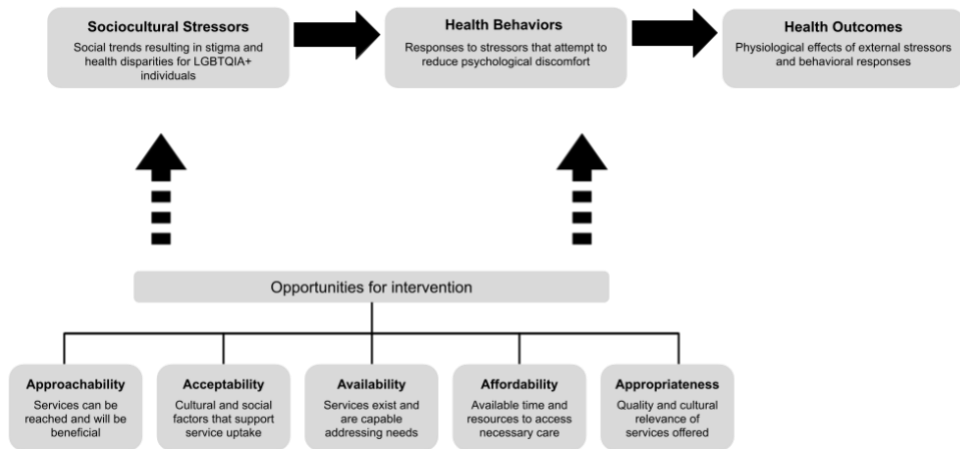 Sociocultural Stressors
Social trends resulting in stigma and
health disparities for LGBTQIA+
individuals
Health Behaviors
Responses to stressors that attempt to
reduce psychological discomfort
Health Outcomes
Physiological effects of external stressors
and behavioral responses
Opportunities for intervention
Approachability
Services can be
reached and will be
beneficial
Acceptability
Cultural and social
factors that support
service uptake
Availability
Services exist and
are capable
addressing needs
Affordability
Available time and
resources to access
necessary care
Appropriateness
Quality and cultural
relevance of
services offered